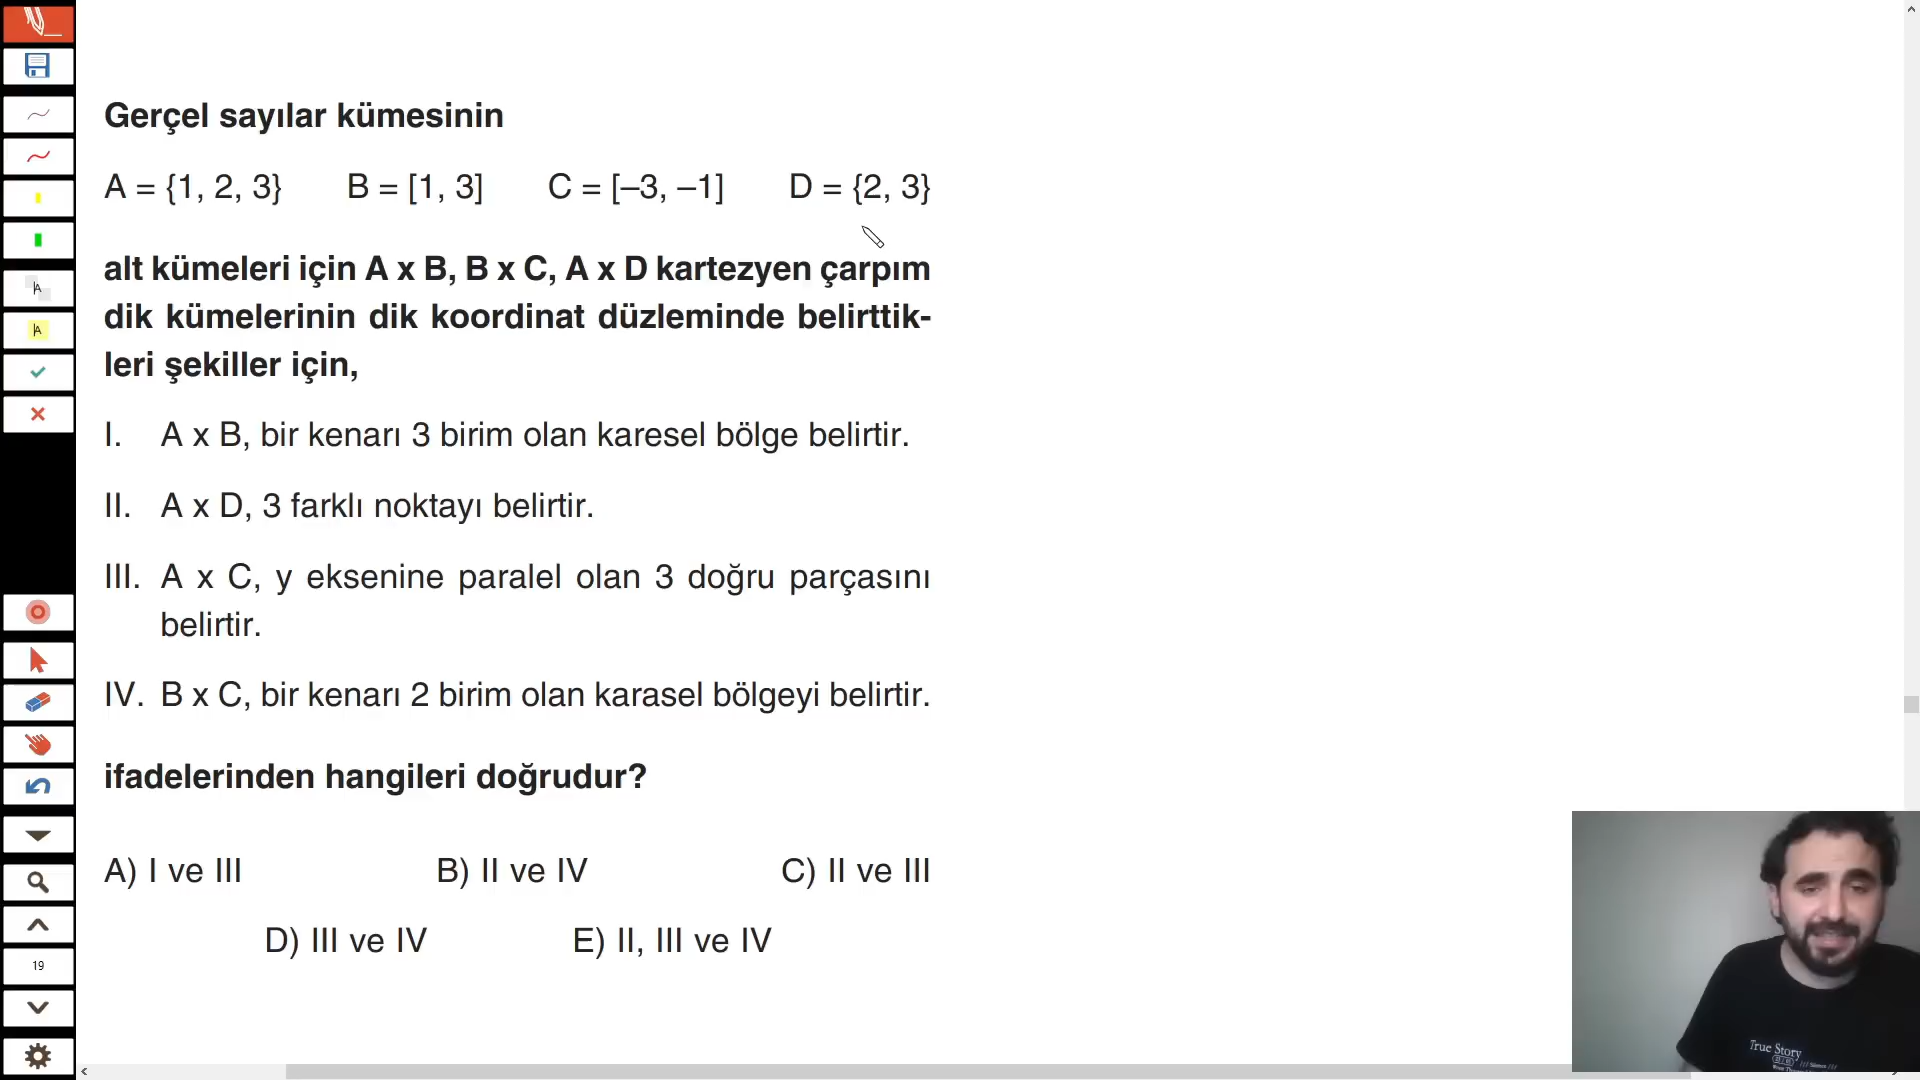 Gerçel sayılar kümesinin
A = {1, 2, 3} B = [1, 3] C = [–3, –1] D = {2, 3}
alt kümeleri için A x B, B x C, A x D kartezyen çarpım
dik kümelerinin dik koordinat düzleminde belirttik-
leri şekiller için,
I. A x B, bir kenarı 3 birim olan karesel bölge belirtir.
II. A x D, 3 farklı noktayı belirtir.
III. A x C, y eksenine paralel olan 3 doğru parçasını
belirtir.
IV. B x C, bir kenarı 2 birim olan karasel bölgeyi belirtir.
ifadelerinden hangileri doğrudur?
A) I ve III B) II ve IV C) II ve III
D) III ve IV E) II, III ve IV
A
A
19
True Story